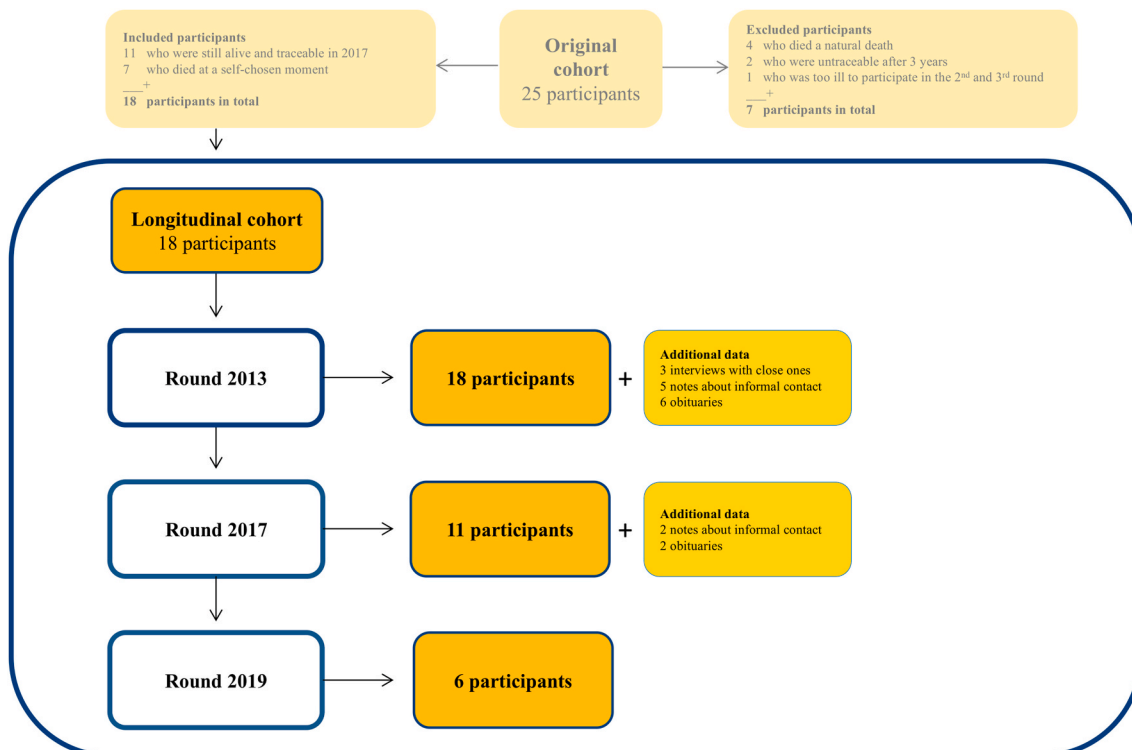 Included participants
11 who were still alive and traceable in 2017
7 who died at a self-chosen moment
___+
18 participants in total
Original
cohort
25 participants
Excluded participants
4 who died a natural death
2 who were untraceable after 3 years
1 who was too ill to participate in the 2nd and 3rd round
___+
7 participants in total
Longitudinal cohort
18 participants
Round 2013
18 participants
+
Additional data
3 interviews with close ones
5 notes about informal contact
6 obituaries
Round 2017
11 participants
+
Additional data
2 notes about informal contact
2 obituaries
Round 2019
6 participants